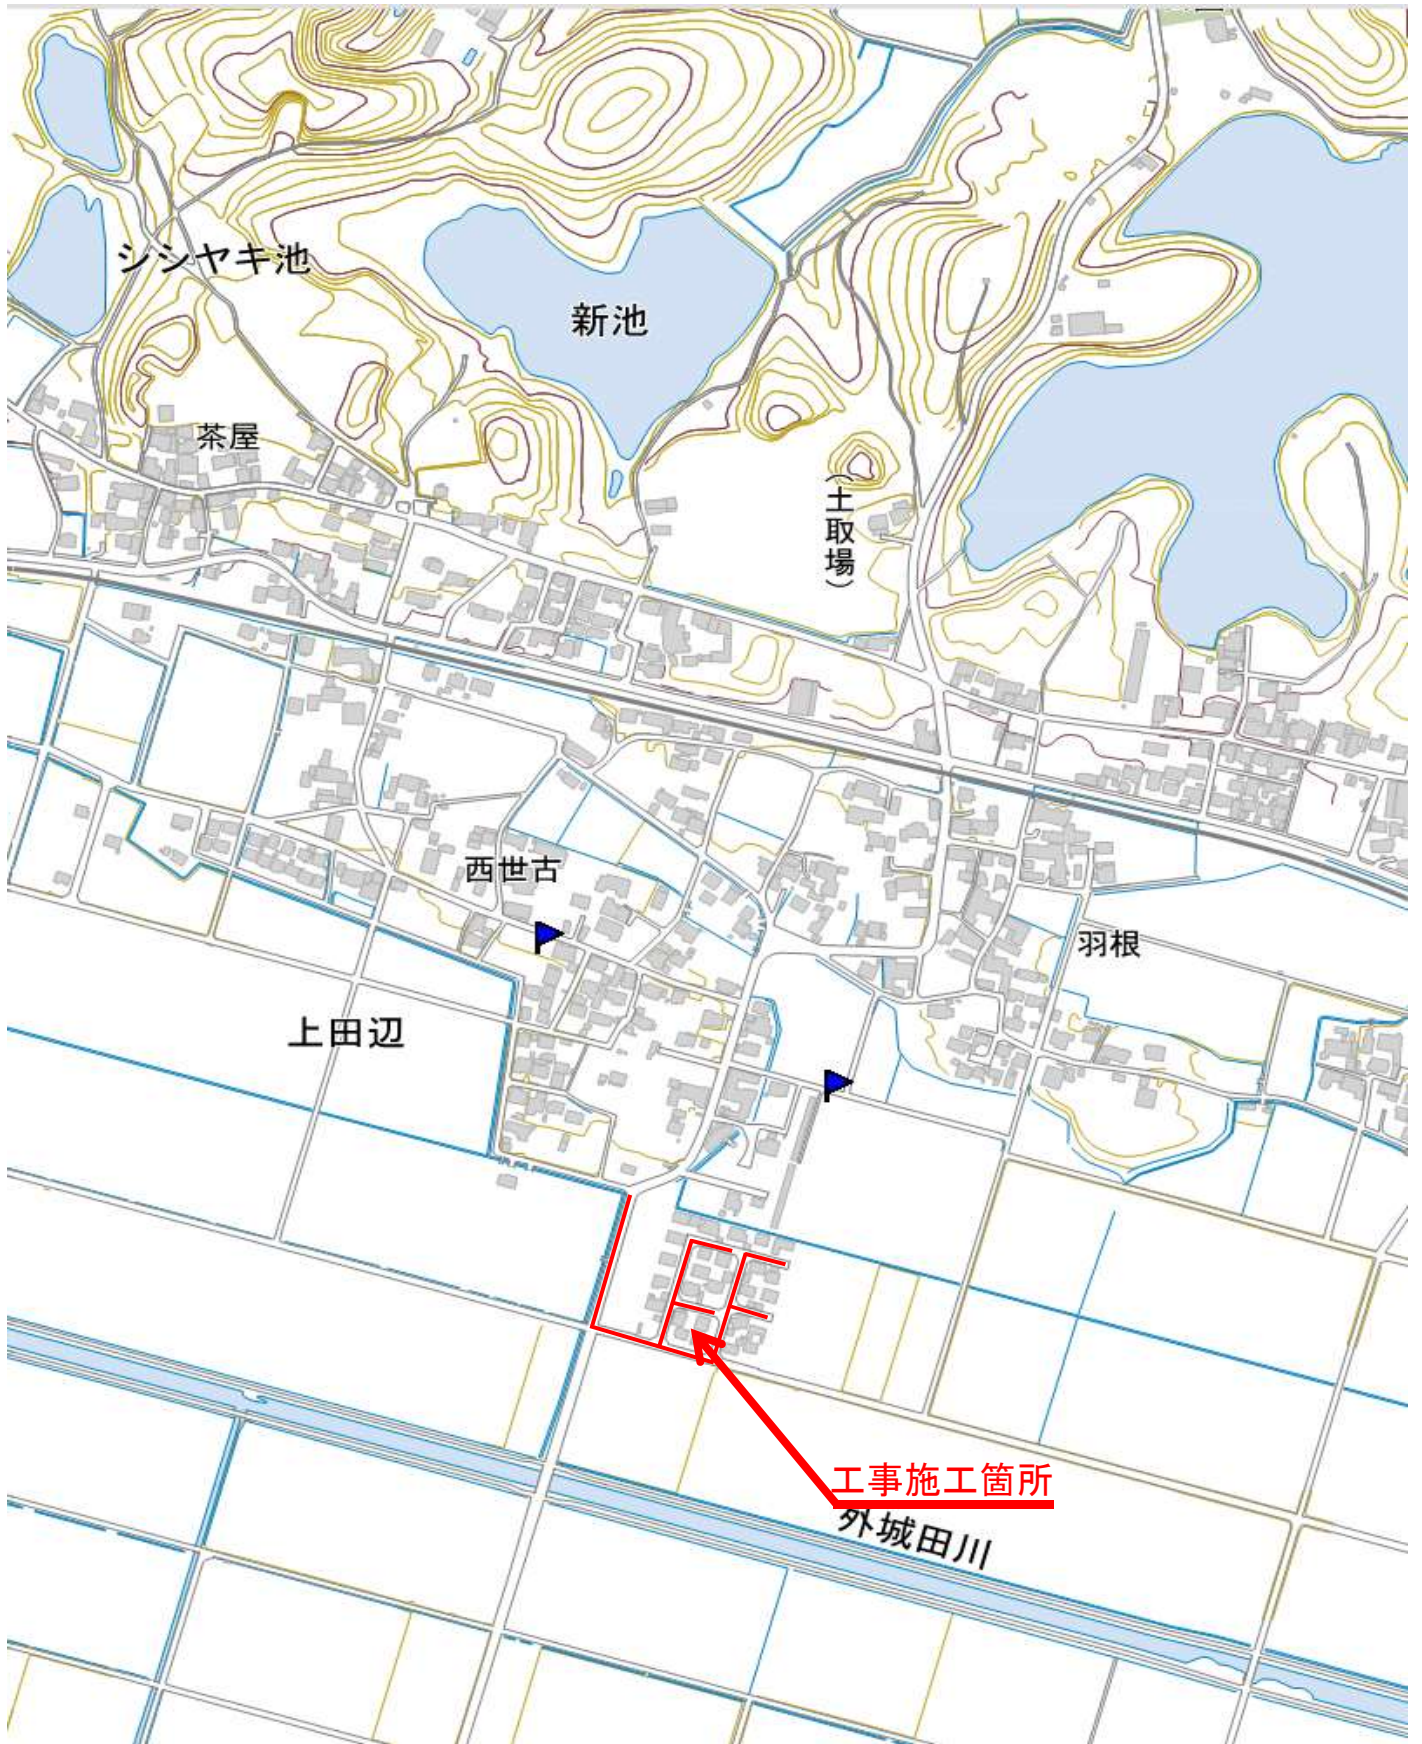 シシヤキ池
新池
茶屋
（土取場）
西世古
羽根
上田辺
工事施工箇所
外城田川